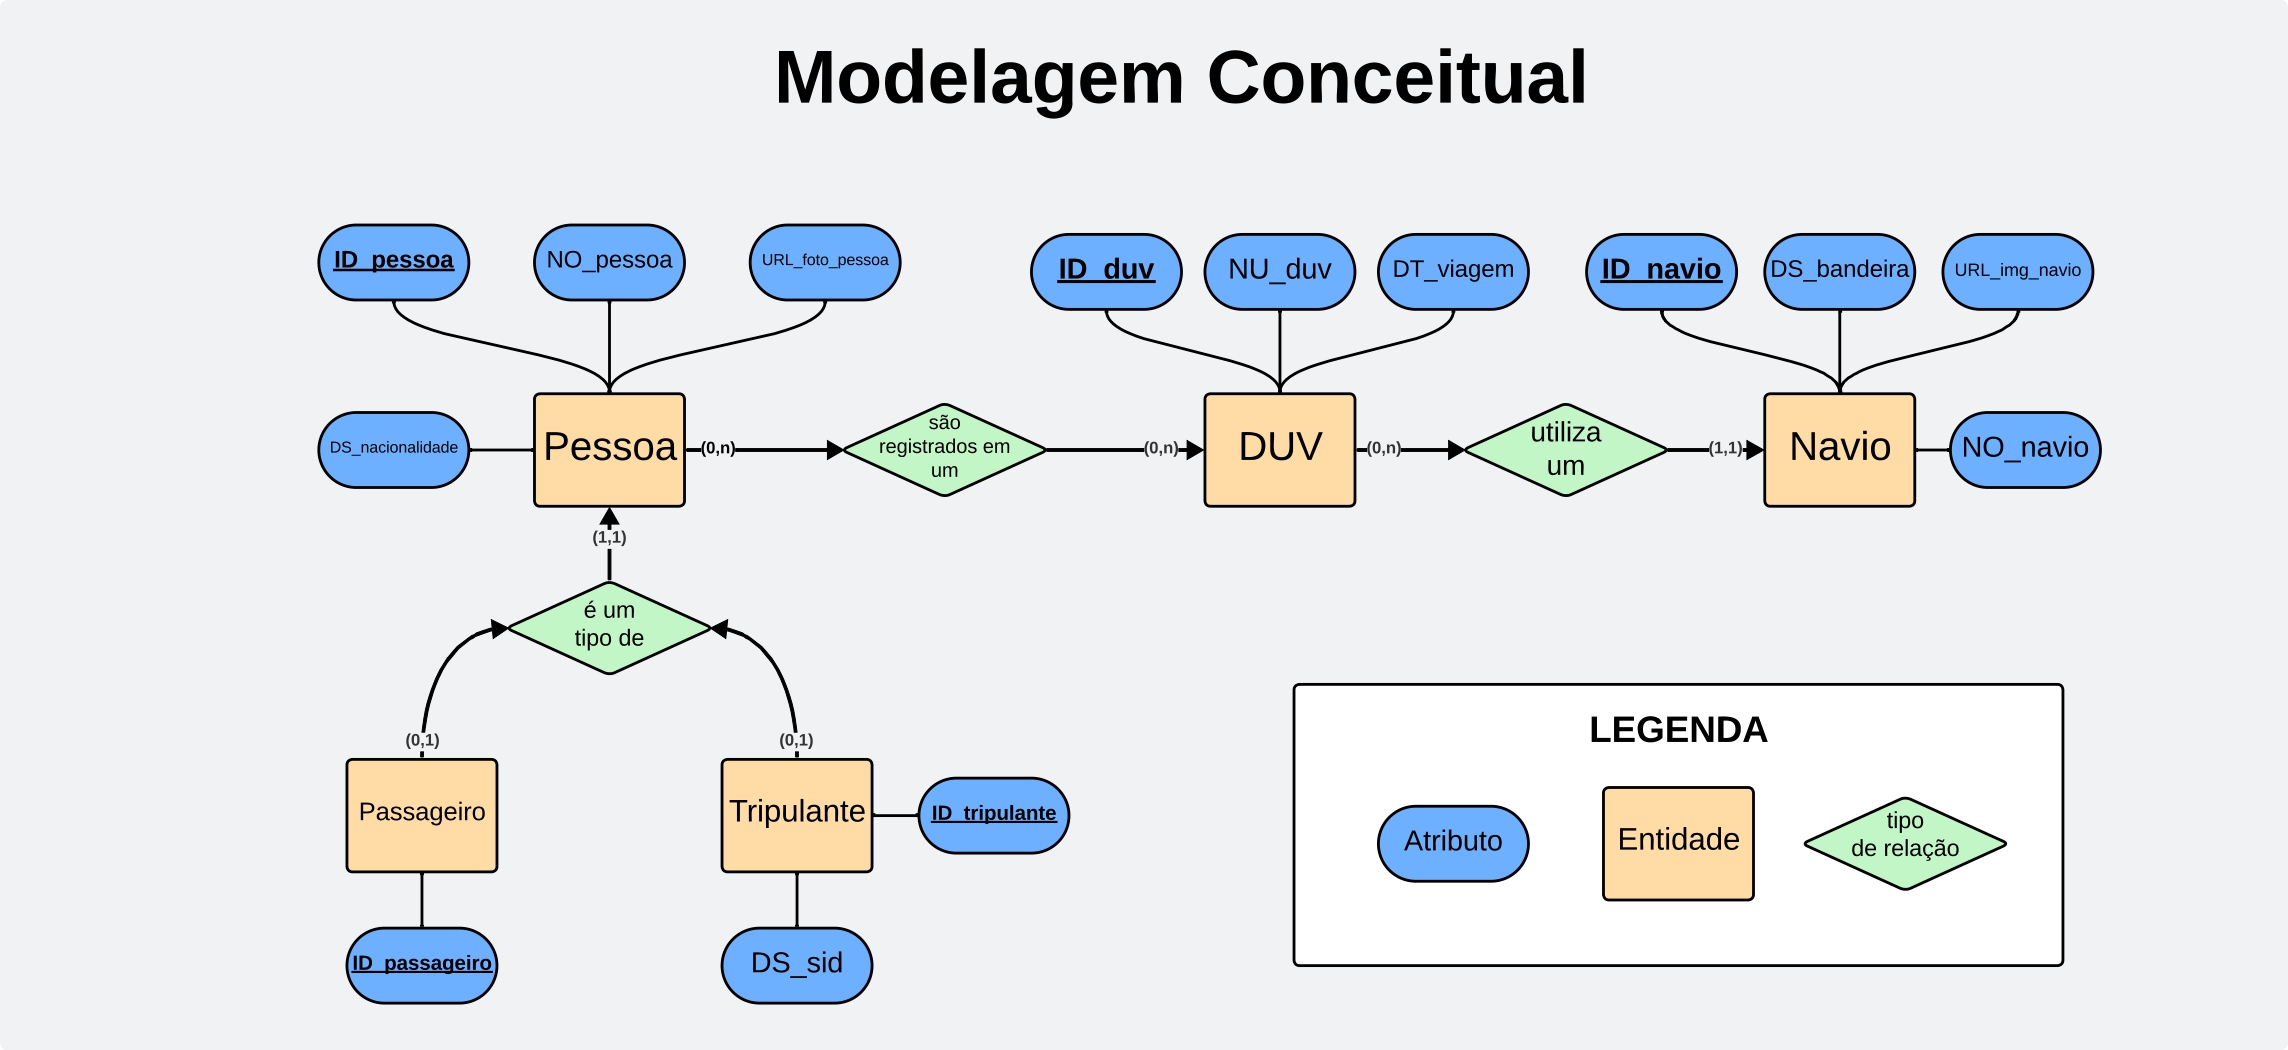 Modelagem Conceitual
ID_pessoa
NO_pessoa
URL_foto_pessoa
ID_duv
NU_duv
DT_viagem
ID_navio
DS_bandeira
URL_img_navio
DS_nacionalidade
Pessoa
(0,n)
são
registrados em
um
(0,n)
DUV
(0,n)
utiliza
um
(1,1)
Navio
NO_navio
(1,1)
é um
tipo de
(0,1)
(0,1)
Passageiro
Tripulante
ID_tripulante
ID_passageiro
DS_sid
LEGENDA
Atributo
Entidade
tipo
de relação